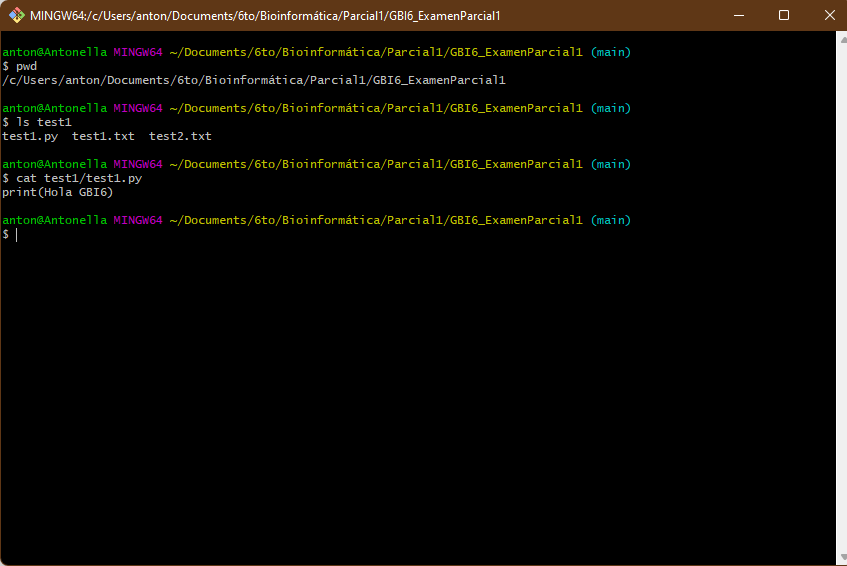 MINGW64:/c/Users/anton/Documents/6to/Bioinformática/Parcial1/GBI6_ExamenParcial1
anton@Antonella MINGW64 ~/Documents/6to/Bioinformática/Parcial1/GBI6_ExamenParcial1 (main)
$ pwd
/c/Users/anton/Documents/6to/Bioinformática/Parcial1/GBI6_ExamenParcial1
anton@Antonella MINGW64 ~/Documents/6to/Bioinformática/Parcial1/GBI6_ExamenParcial1 (main)
$ ls test1
test1.py  test1.txt  test2.txt
anton@Antonella MINGW64 ~/Documents/6to/Bioinformática/Parcial1/GBI6_ExamenParcial1 (main)
$ cat test1/test1.py
print(Hola GBI6)
anton@Antonella MINGW64 ~/Documents/6to/Bioinformática/Parcial1/GBI6_ExamenParcial1 (main)
$